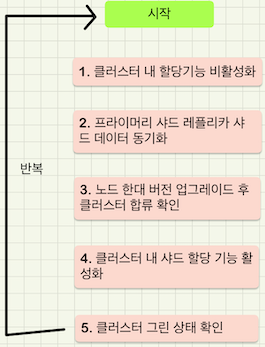 시작
1. 클러스터 내 할당기능 비활성화
2. 프라이머리 샤드 레플리카 샤
드 데이터 동기화
반복
3. 노드 한대 버전 업그레이드 후
클러스터 합류 확인
4. 클러스터 내 샤드 할당 기능 활
성화
5. 클러스터 그린 상태 확인